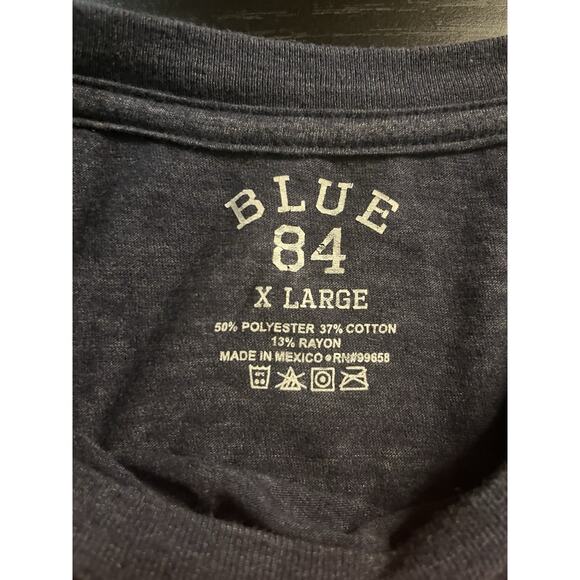 BLUE
84
X LARGE
50% POLYESTER 37% COTTON
13% RAYON
MADE IN MEXICO • RN#99658